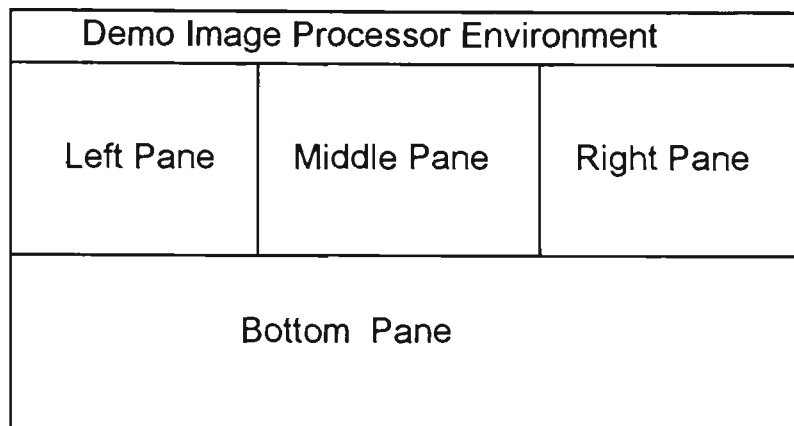 Demo Image Processor Environment
Left Pane
Middle Pane
Right Pane
Bottom Pane